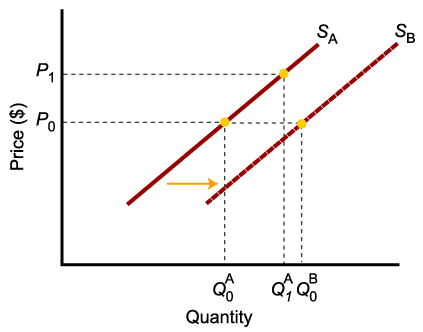 S_A
S_B
P_1
P_0
Price ($)
Q_0^A
Q_1^A
Q_0^B
Quantity